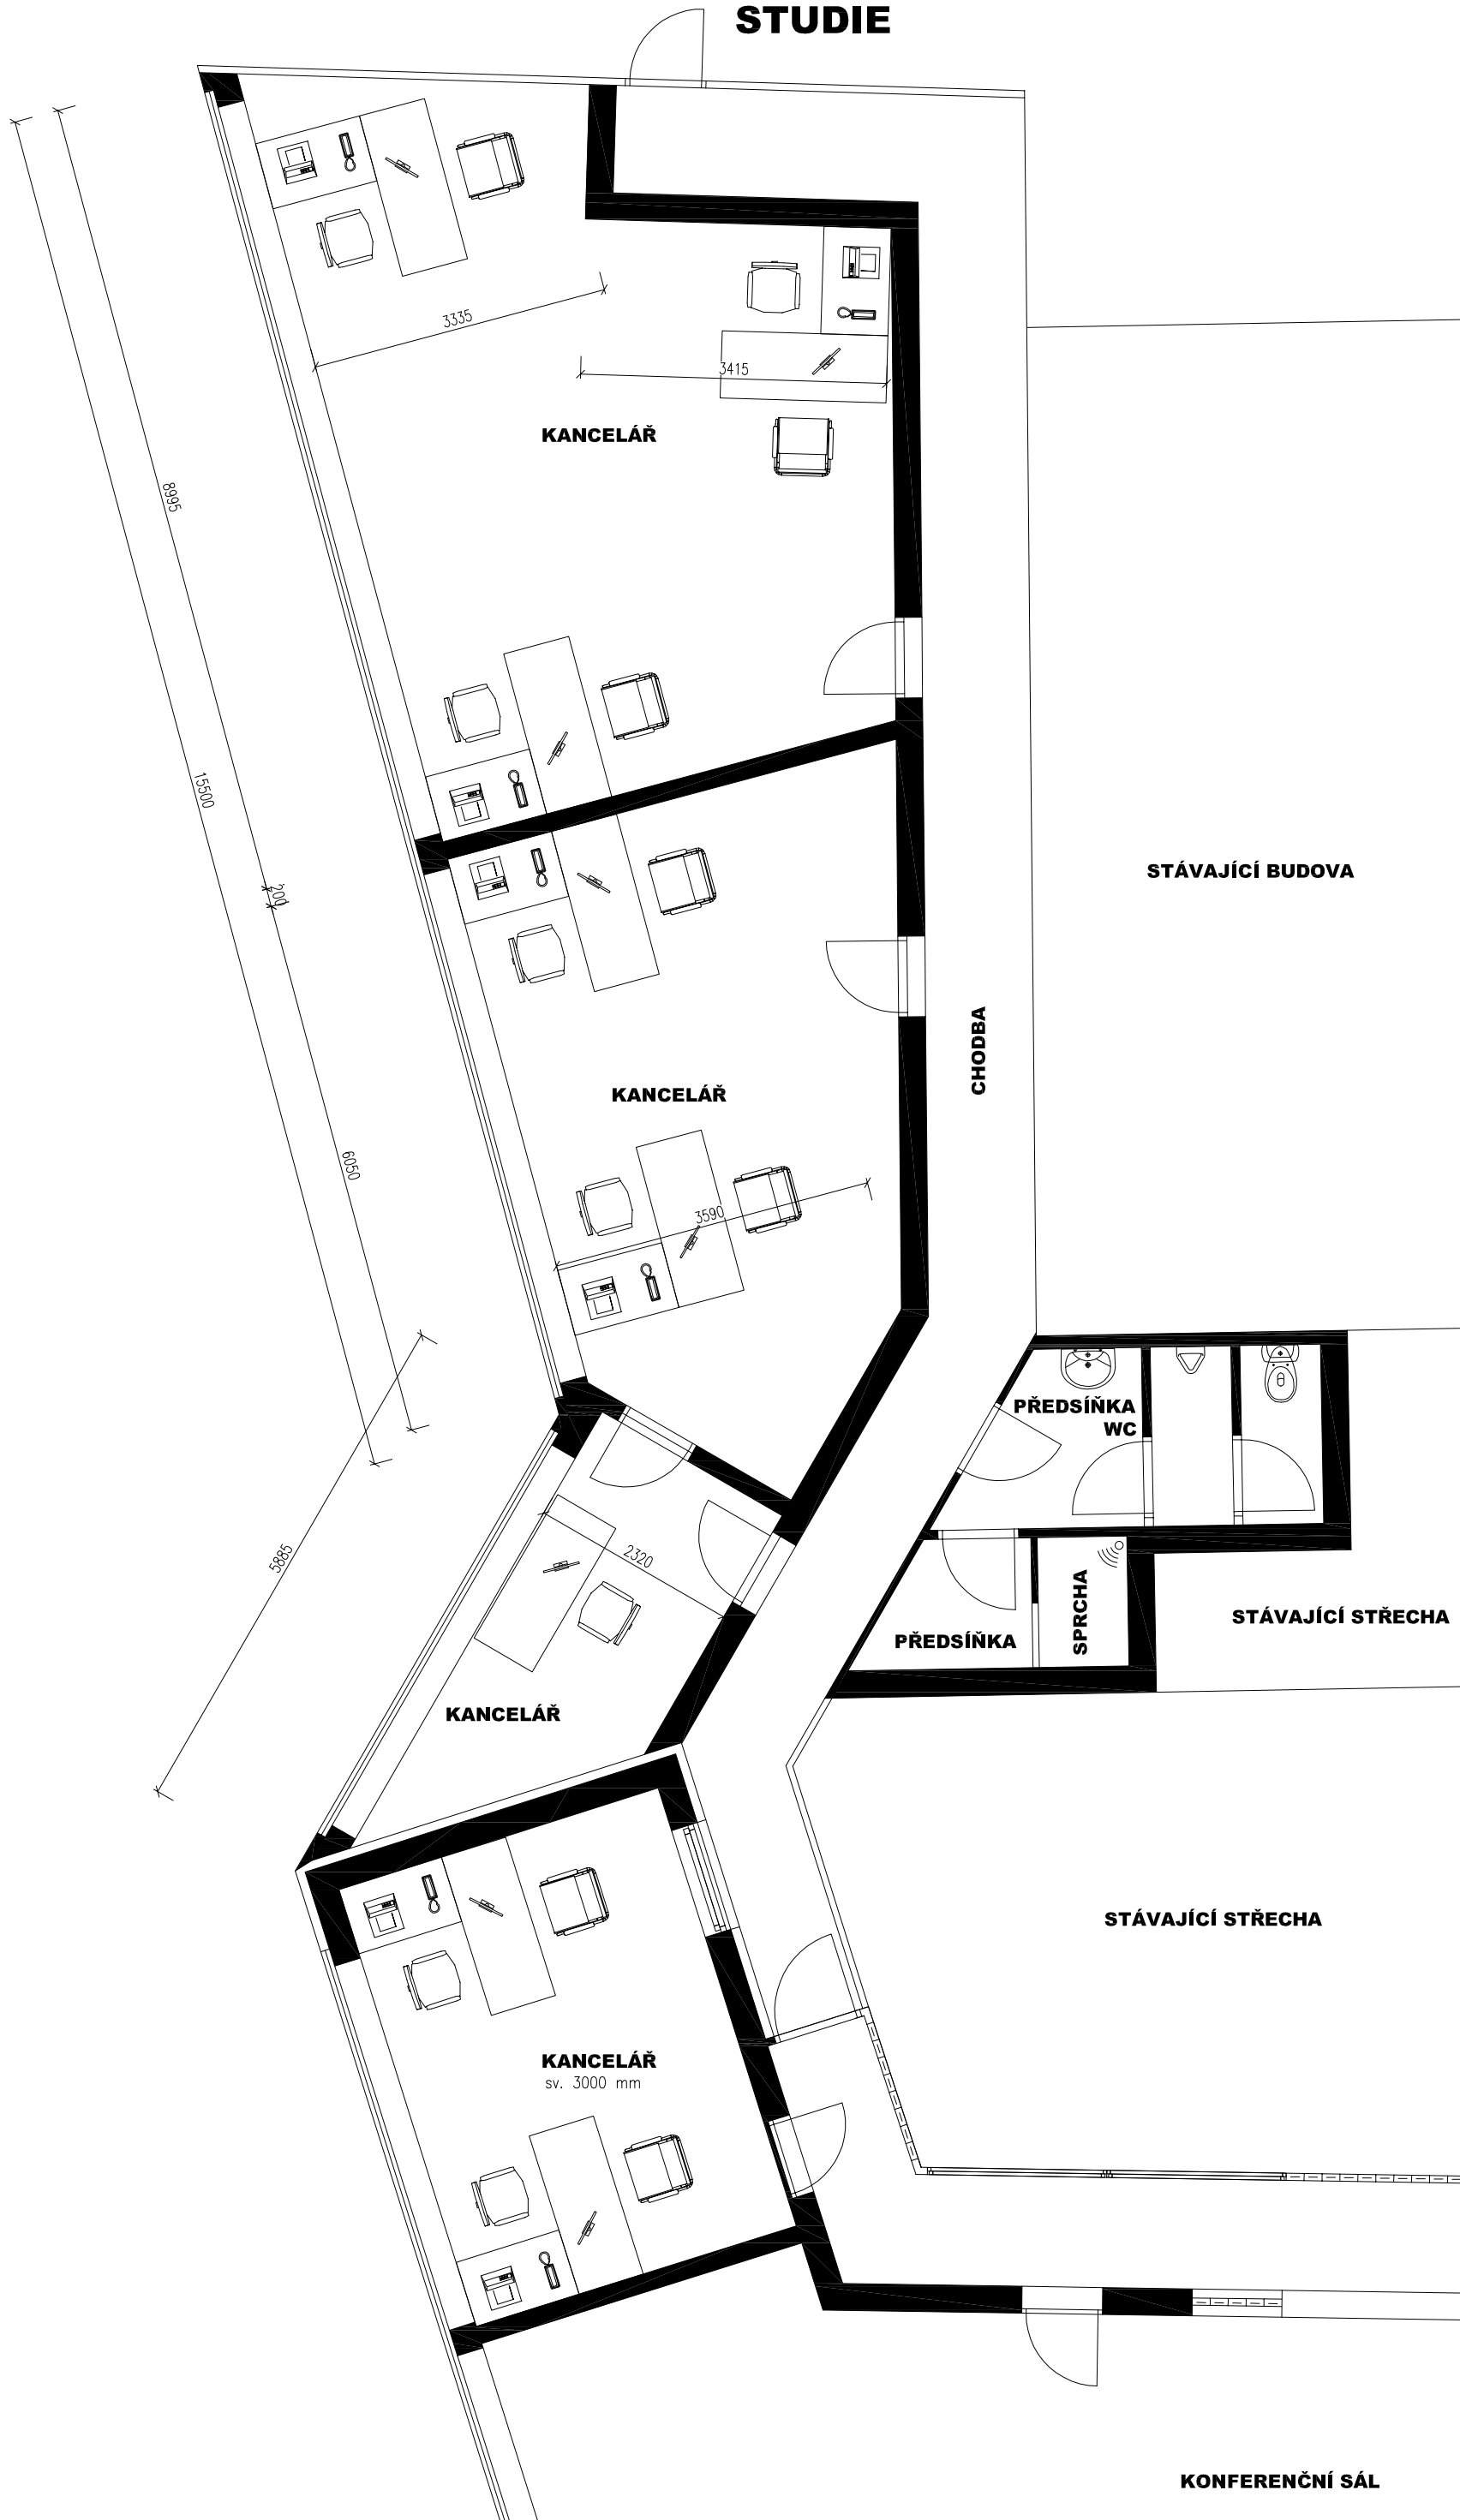 STUDIE
3335
3415
KANCELÁŘ
8995
15500
200
STÁVAJÍCÍ BUDOVA
CHODBA
KANCELÁŘ
6050
3590
PŘEDSÍŇKA
WC
5885
2320
SPRCHA
STÁVAJÍCÍ STŘECHA
PŘEDSÍŇKA
KANCELÁŘ
STÁVAJÍCÍ STŘECHA
KANCELÁŘ
sv. 3000 mm
KONFERENČNÍ SÁL